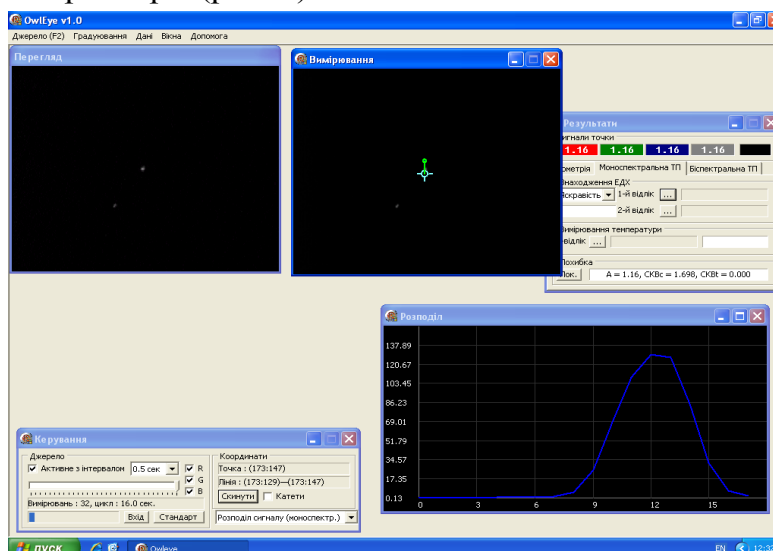 OwlEye v1.0
Джерело (F2) Градуювання Дані Вікна Допомога
Перегляд
Вимірювання
Результати
Сигнали точки
1.16 1.16 1.16 1.16
Моноспектральна ТП Біспектральна ТП
Знаходження ЕДХ
Яскравість 1-й відлік ...
2-й відлік ...
Вимірювання температури
відлік ...
Похибка
Лок. A = 1.16, СКВс = 1.698, СКВt = 0.000
Розподіл
137.89
120.67
103.45
86.23
69.01
51.79
34.57
17.35
0.13
0 3 6 9 12 15
Керування
Джерело
Активне з інтервалом 0.5 сек
R
G
B
Вимірювань : 32, цикл : 16.0 сек.
Вхід Стандарт
Координати
Точка : (173:147)
Лінія : (173:129)—(173:147)
Скинути Катети
Розподіл сигналу (моноспектр.)
пуск
Owleye
EN